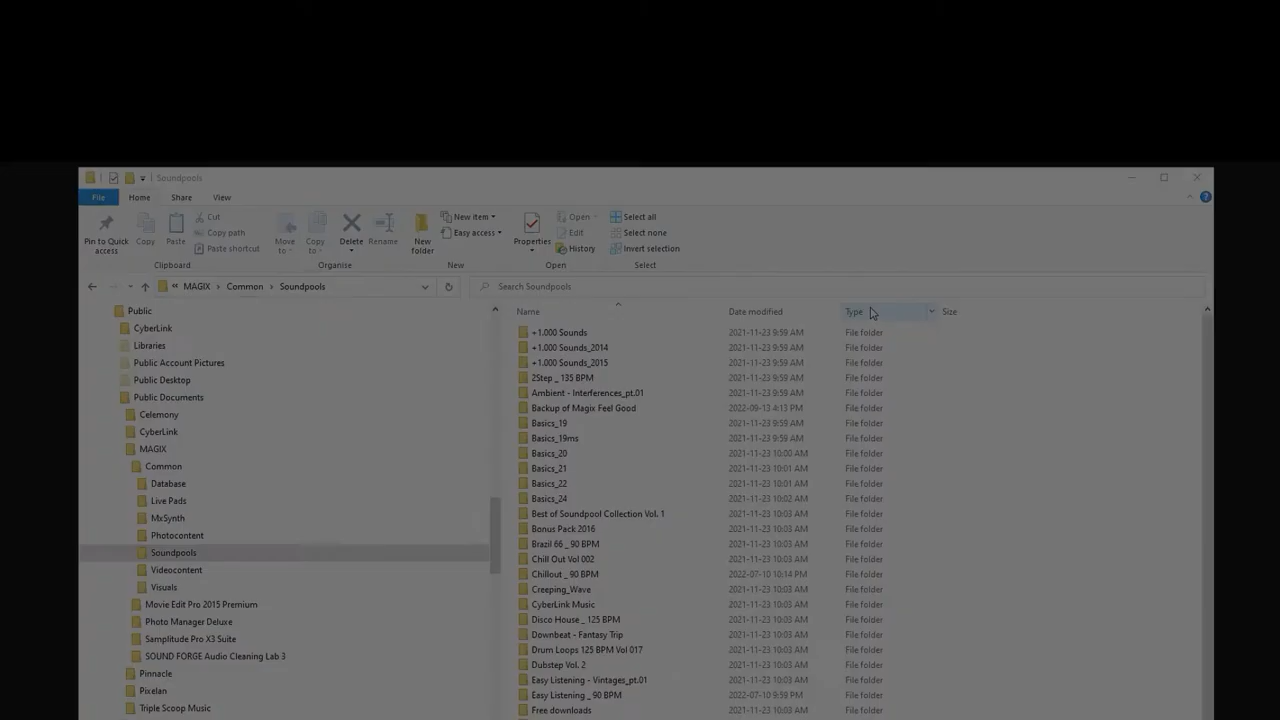 Soundpools
File Home Share View
Pin to Quick access
Copy
Paste
Cut
Copy path
Paste shortcut
Clipboard
Move to
Copy to
Delete
Rename
Organise
New folder
New item
Easy access
New
Properties
Open
Edit
History
Open
Select all
Select none
Invert selection
Select
« MAGIX > Common > Soundpools
Search Soundpools
Public
CyberLink
Libraries
Public Account Pictures
Public Desktop
Public Documents
Celemony
CyberLink
MAGIX
Common
Database
Live Pads
MxSynth
Photocontent
Soundpools
Videocontent
Visuals
Movie Edit Pro 2015 Premium
Photo Manager Deluxe
Samplitude Pro X3 Suite
SOUND FORGE Audio Cleaning Lab 3
Pinnacle
Pixelan
Triple Scoop Music
Name Date modified Type Size
+1.000 Sounds 2021-11-23 9:59 AM File folder
+1.000 Sounds_2014 2021-11-23 9:59 AM File folder
+1.000 Sounds_2015 2021-11-23 9:59 AM File folder
2Step _ 135 BPM 2021-11-23 9:59 AM File folder
Ambient - Interferences_pt.01 2021-11-23 9:59 AM File folder
Backup of Magix Feel Good 2022-09-13 4:13 PM File folder
Basics_19 2021-11-23 9:59 AM File folder
Basics_19ms 2021-11-23 9:59 AM File folder
Basics_20 2021-11-23 10:00 AM File folder
Basics_21 2021-11-23 10:01 AM File folder
Basics_22 2021-11-23 10:01 AM File folder
Basics_24 2021-11-23 10:02 AM File folder
Best of Soundpool Collection Vol. 1 2021-11-23 10:03 AM File folder
Bonus Pack 2016 2021-11-23 10:03 AM File folder
Brazil 66 _ 90 BPM 2021-11-23 10:03 AM File folder
Chill Out Vol 002 2021-11-23 10:03 AM File folder
Chillout _ 90 BPM 2022-07-10 10:14 PM File folder
Creeping_Wave 2021-11-23 10:03 AM File folder
CyberLink Music 2021-11-23 10:03 AM File folder
Disco House _ 125 BPM 2021-11-23 10:03 AM File folder
Downbeat - Fantasy Trip 2021-11-23 10:03 AM File folder
Drum Loops 125 BPM Vol 017 2021-11-23 10:03 AM File folder
Dubstep Vol. 2 2021-11-23 10:03 AM File folder
Easy Listening - Vintages_pt.01 2021-11-23 10:03 AM File folder
Easy Listening _ 90 BPM 2022-07-10 9:59 PM File folder
Free downloads 2021-11-23 10:03 AM File folder